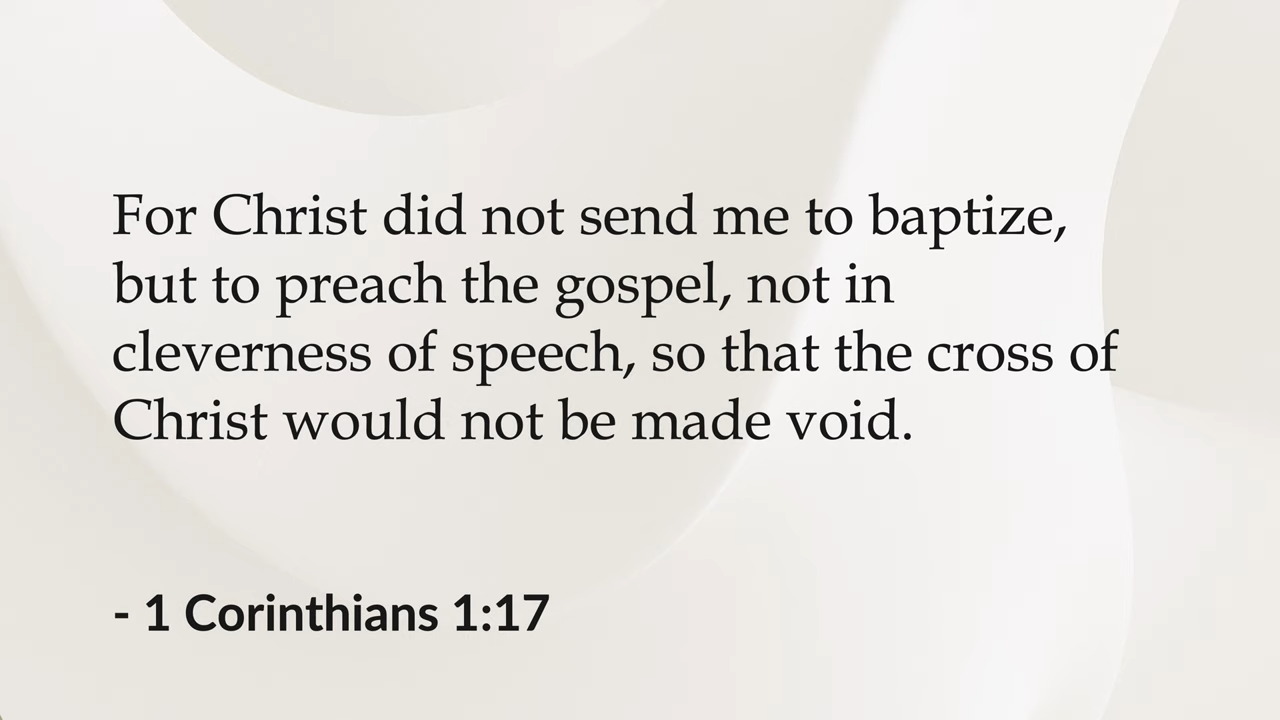 For Christ did not send me to baptize,
but to preach the gospel, not in
cleverness of speech, so that the cross of
Christ would not be made void.
- 1 Corinthians 1:17